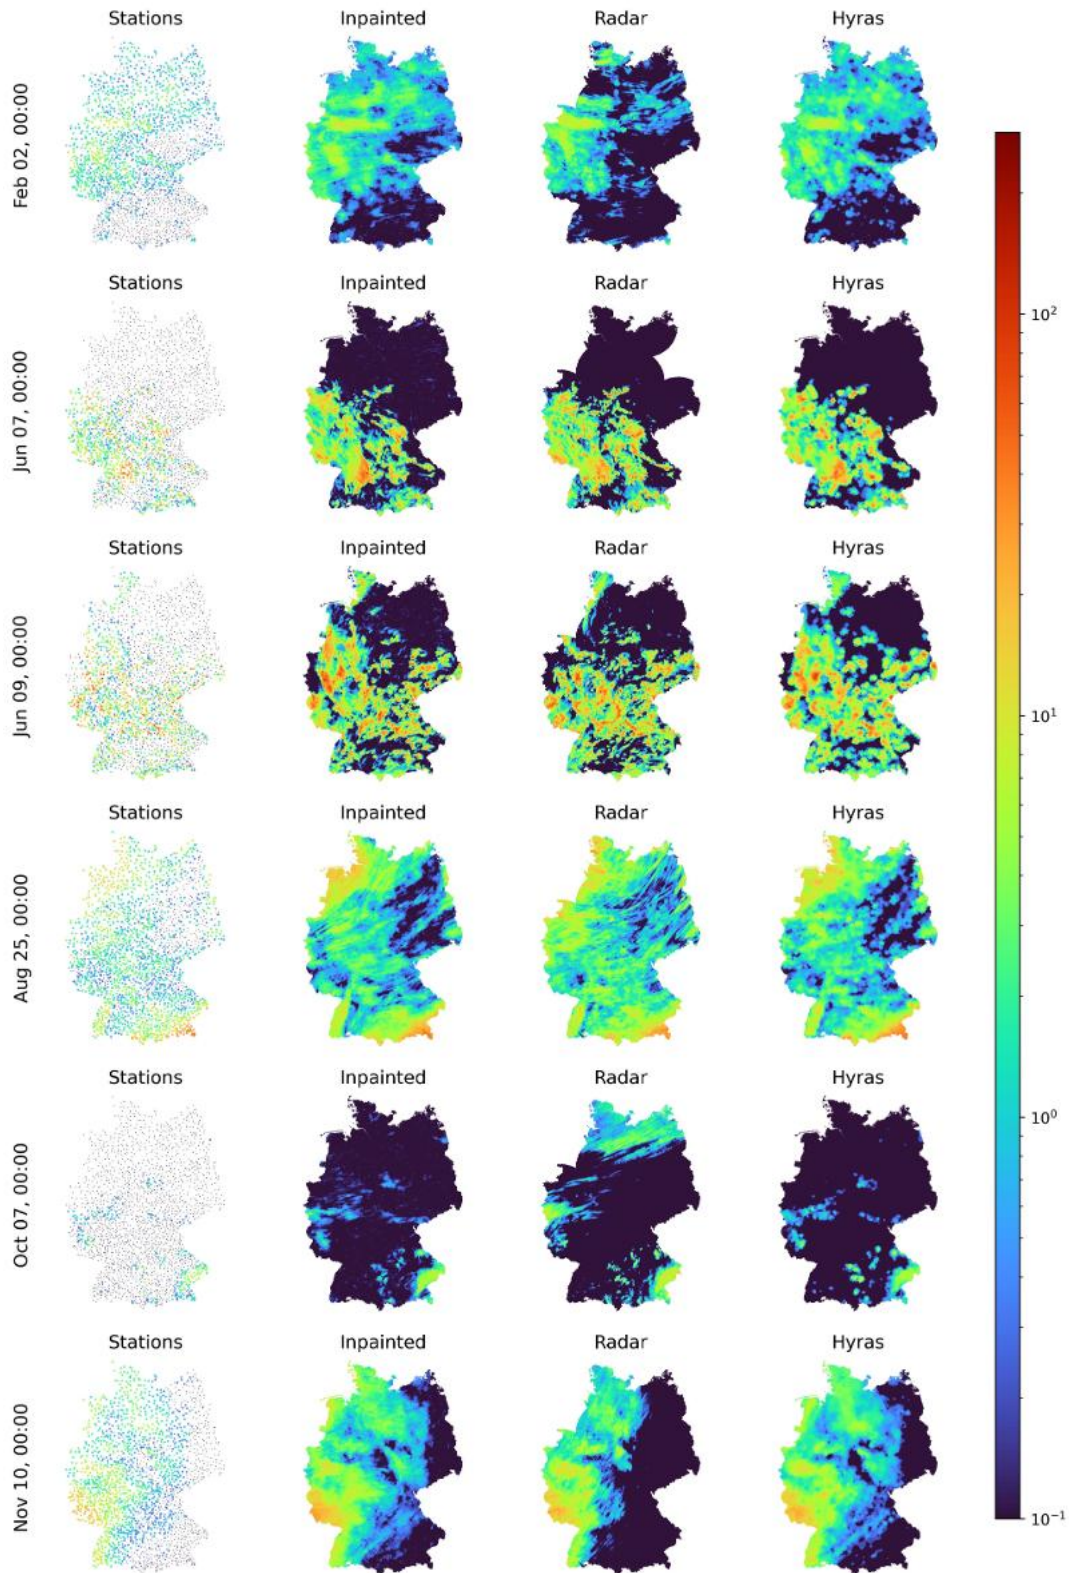 Stations Inpainted Radar Hyras
Feb 02, 00:00
Stations Inpainted Radar Hyras
Jun 07, 00:00
Stations Inpainted Radar Hyras
Jun 09, 00:00
Stations Inpainted Radar Hyras
Aug 25, 00:00
Stations Inpainted Radar Hyras
Oct 07, 00:00
Stations Inpainted Radar Hyras
Nov 10, 00:00
10²
10¹
10⁰
10⁻¹